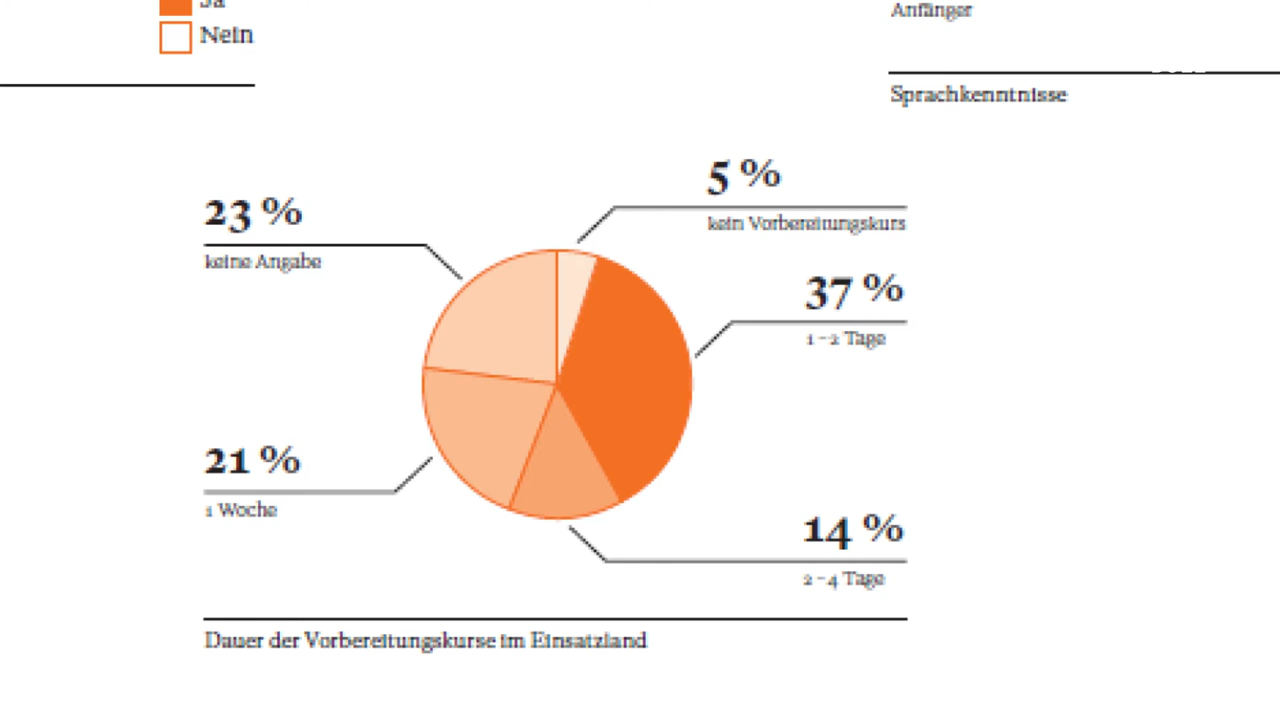 Ja
Nein
Anfänger
Sprachkenntnisse
5 %
kein Vorbereitungskurs
23 %
keine Angabe
37 %
1–2 Tage
21 %
1 Woche
14 %
2–4 Tage
Dauer der Vorbereitungskurse im Einsatzland